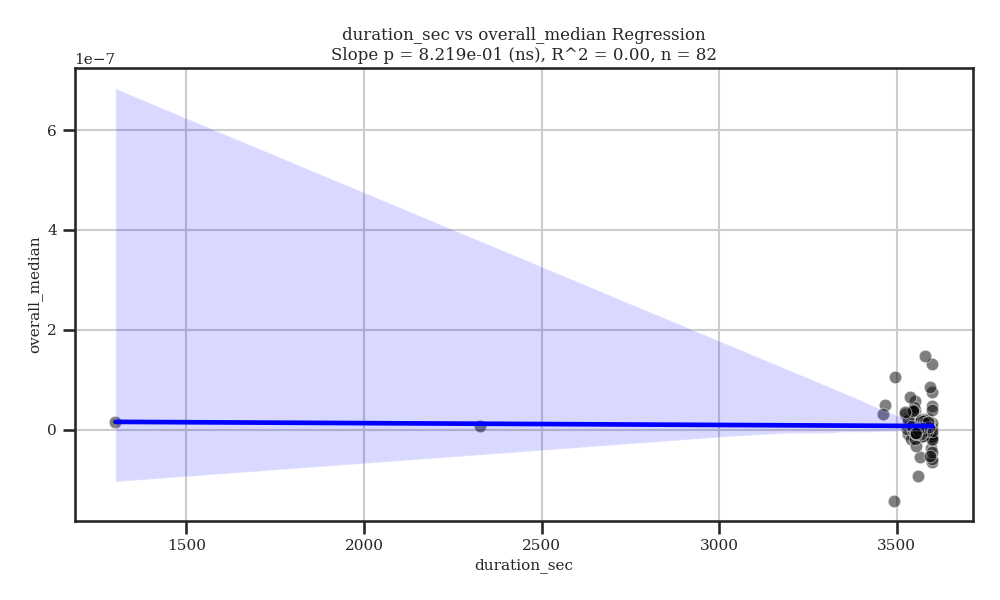 duration_sec vs overall_median Regression
Slope p = 8.219e-01 (ns), R^2 = 0.00, n = 82
1e−7
6
4
2
0
overall_median
1500
2000
2500
3000
3500
duration_sec